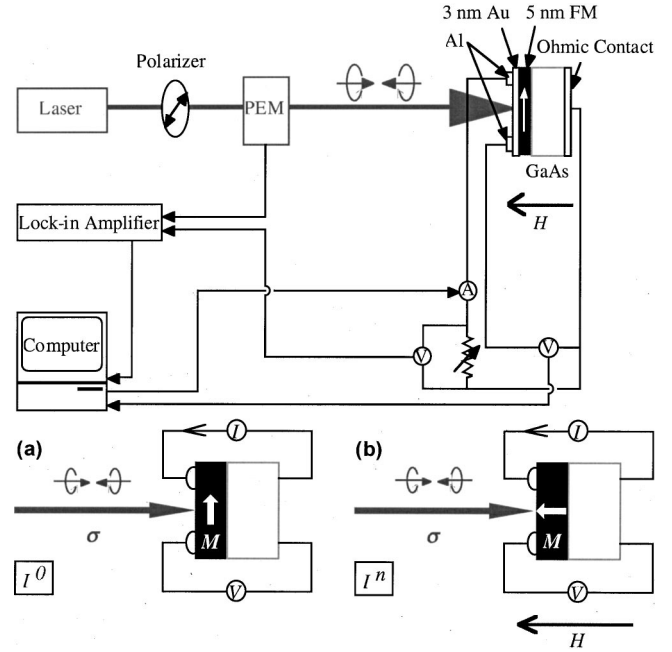 3 nm Au
5 nm FM
Al
Ohmic Contact
Polarizer
Laser
PEM
GaAs
H
Lock-in Amplifier
A
Computer
V
V
(a)
I
σ
M
I⁰
V
(b)
I
σ
M
Iⁿ
V
H